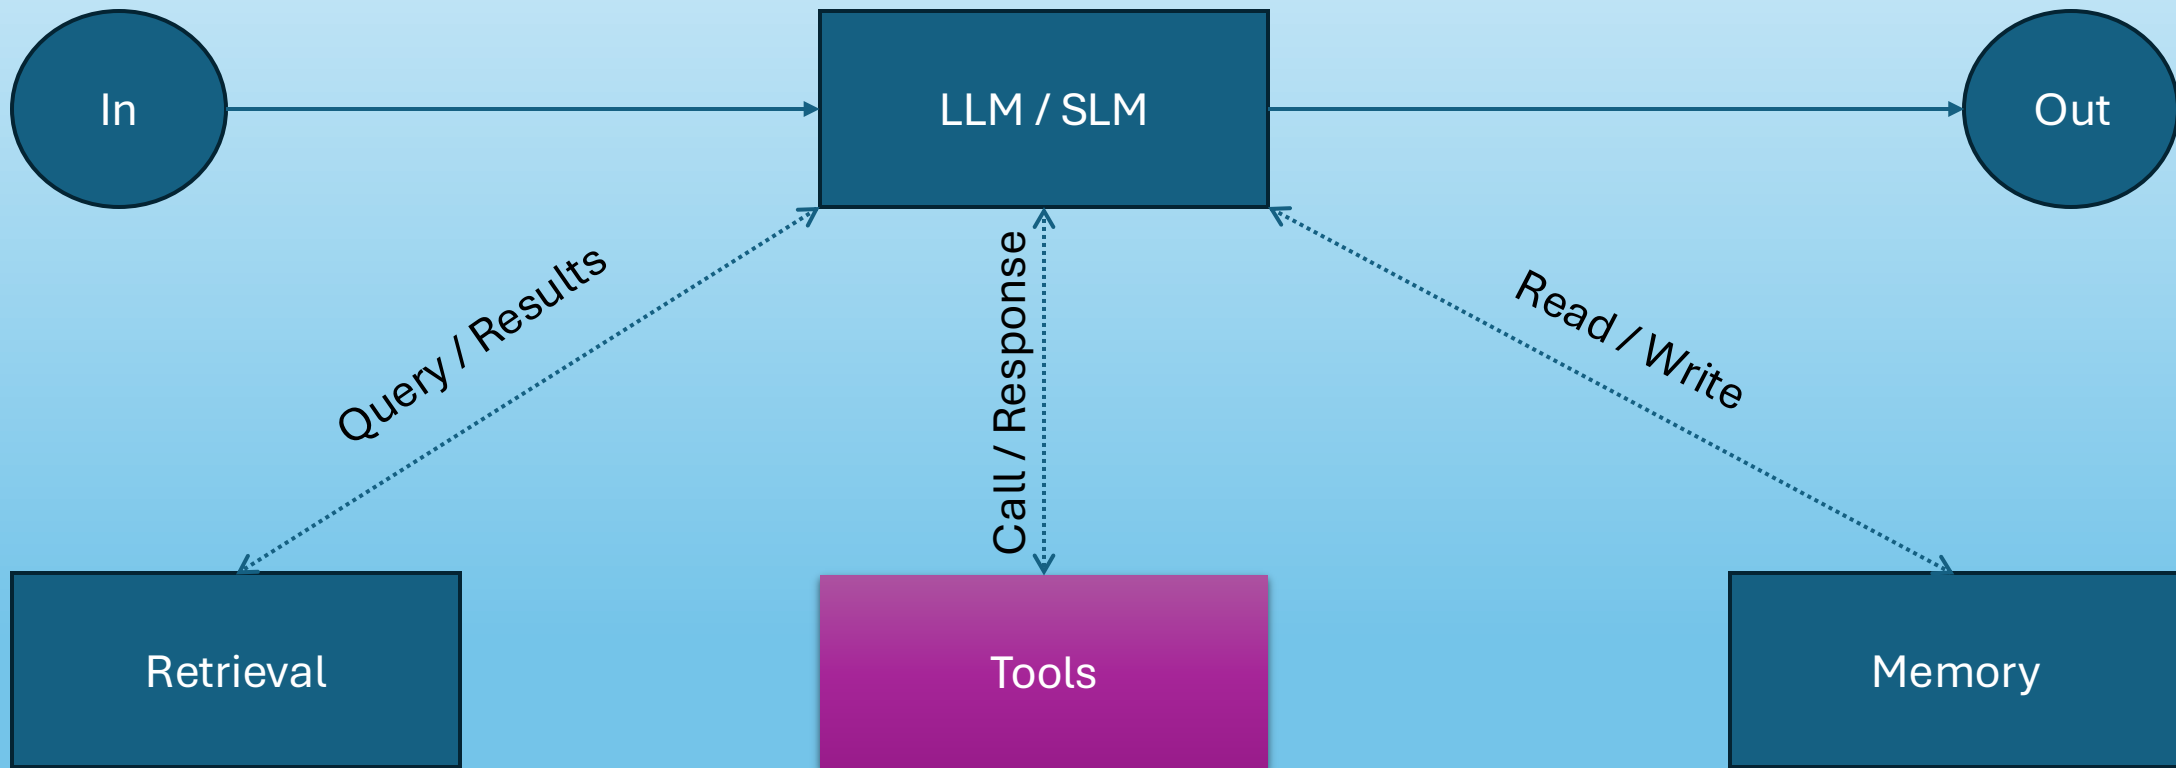 In
LLM / SLM
Out
Query / Results
Call / Response
Read / Write
Retrieval
Tools
Memory